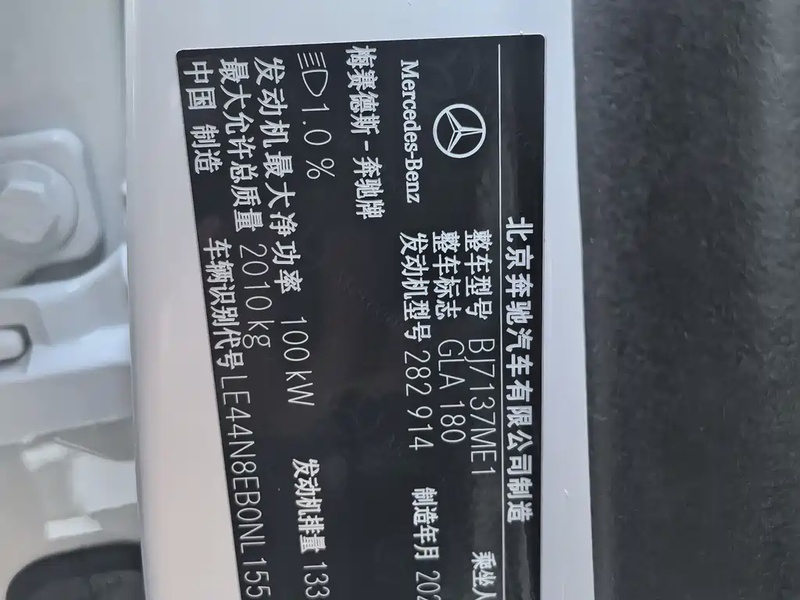 北京奔驰汽车有限公司制造
Mercedes-Benz
梅赛德斯-奔驰牌
整车型号 BJ7137ME1 乘坐人
整车标志 GLA 180
发动机型号 282 914 制造年月 202
1.0 %
发动机最大净功率 100 kW 发动机排量 133
最大允许总质量 2010 kg
中国 制造 车辆识别代号 LE44N8EB0NL155